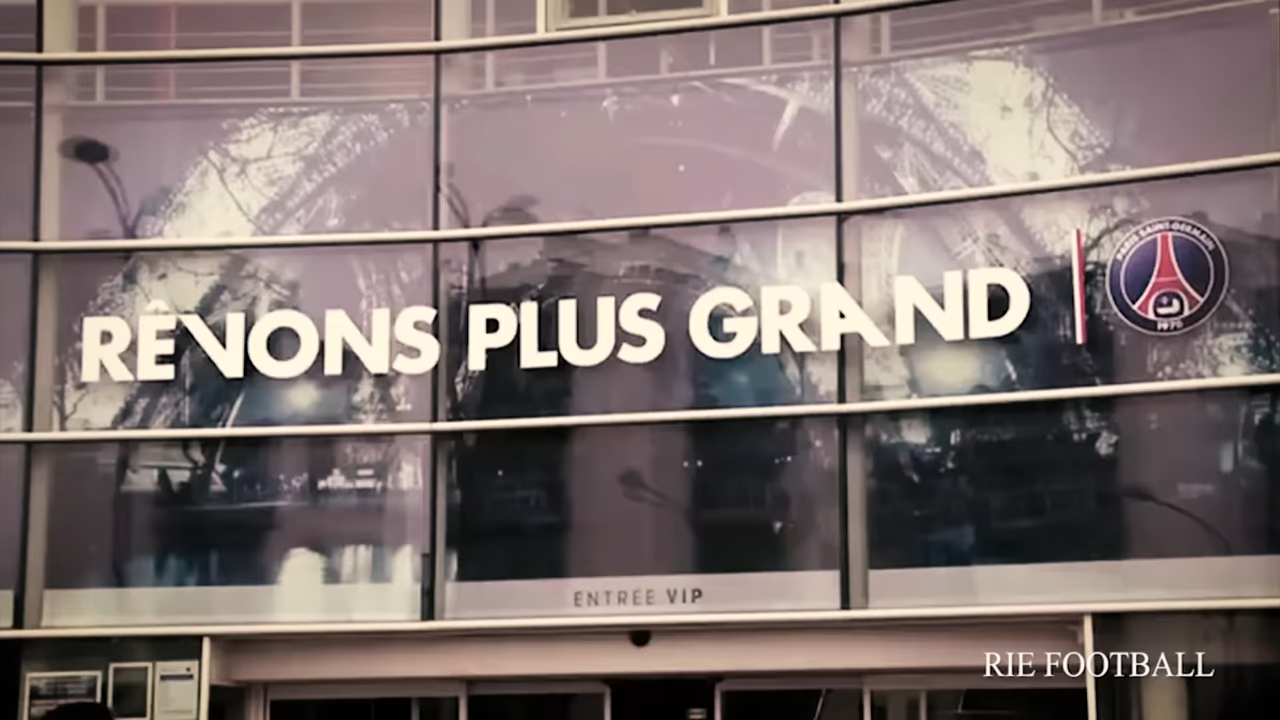 RÊVONS PLUS GRAND
PARIS SAINT-GERMAIN
1970
ENTRÉE VIP
RIE FOOTBALL